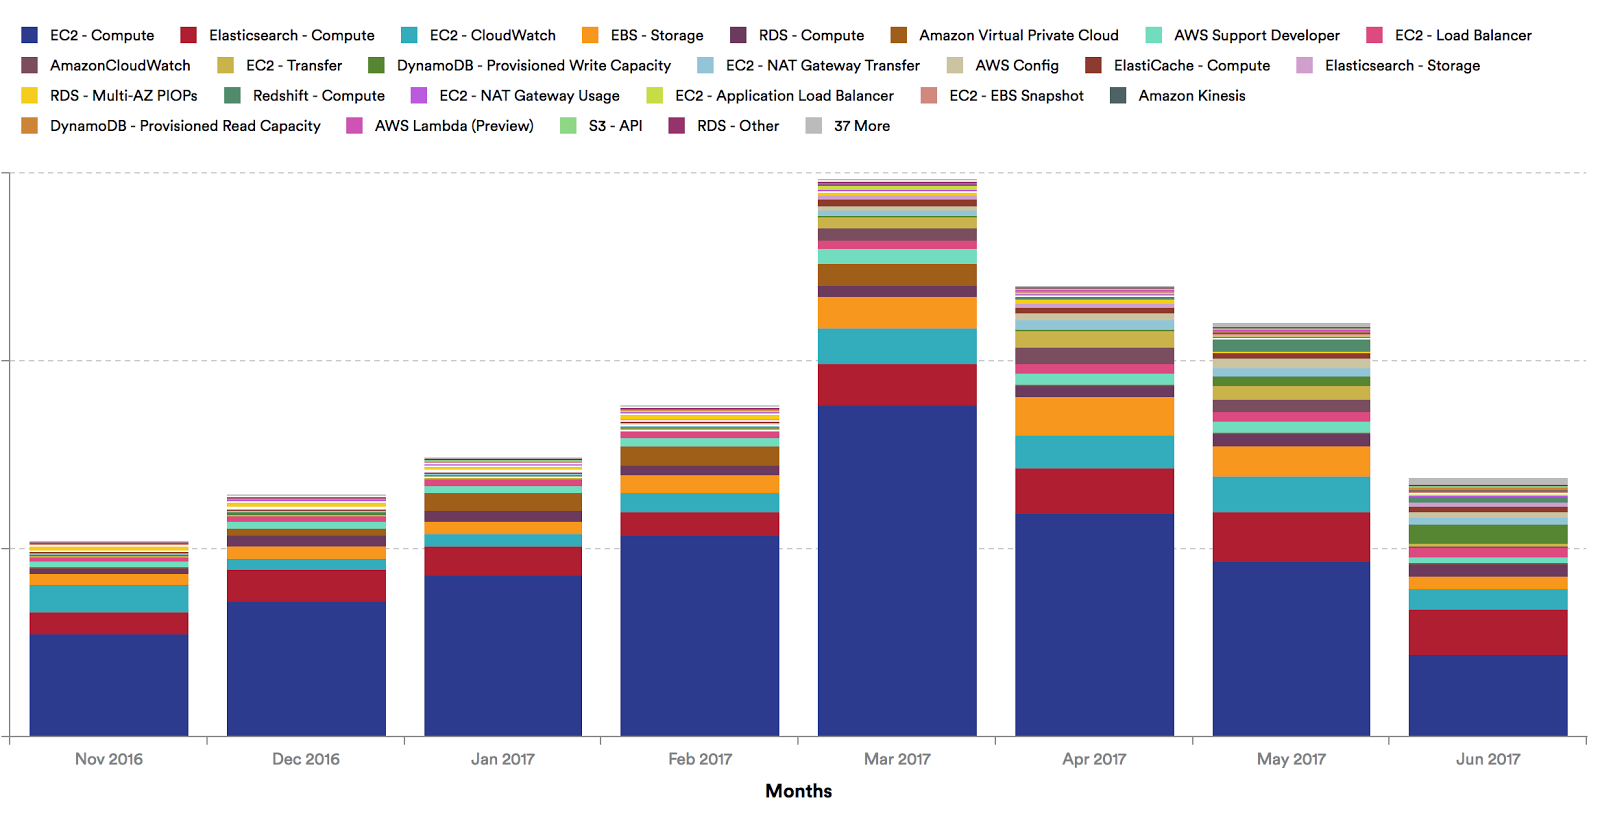 EC2 - Compute Elasticsearch - Compute EC2 - CloudWatch EBS - Storage RDS - Compute Amazon Virtual Private Cloud AWS Support Developer EC2 - Load Balancer
AmazonCloudWatch EC2 - Transfer DynamoDB - Provisioned Write Capacity EC2 - NAT Gateway Transfer AWS Config ElastiCache - Compute Elasticsearch - Storage
RDS - Multi-AZ PIOPs Redshift - Compute EC2 - NAT Gateway Usage EC2 - Application Load Balancer EC2 - EBS Snapshot Amazon Kinesis
DynamoDB - Provisioned Read Capacity AWS Lambda (Preview) S3 - API RDS - Other 37 More
Nov 2016 Dec 2016 Jan 2017 Feb 2017 Mar 2017 Apr 2017 May 2017 Jun 2017
Months